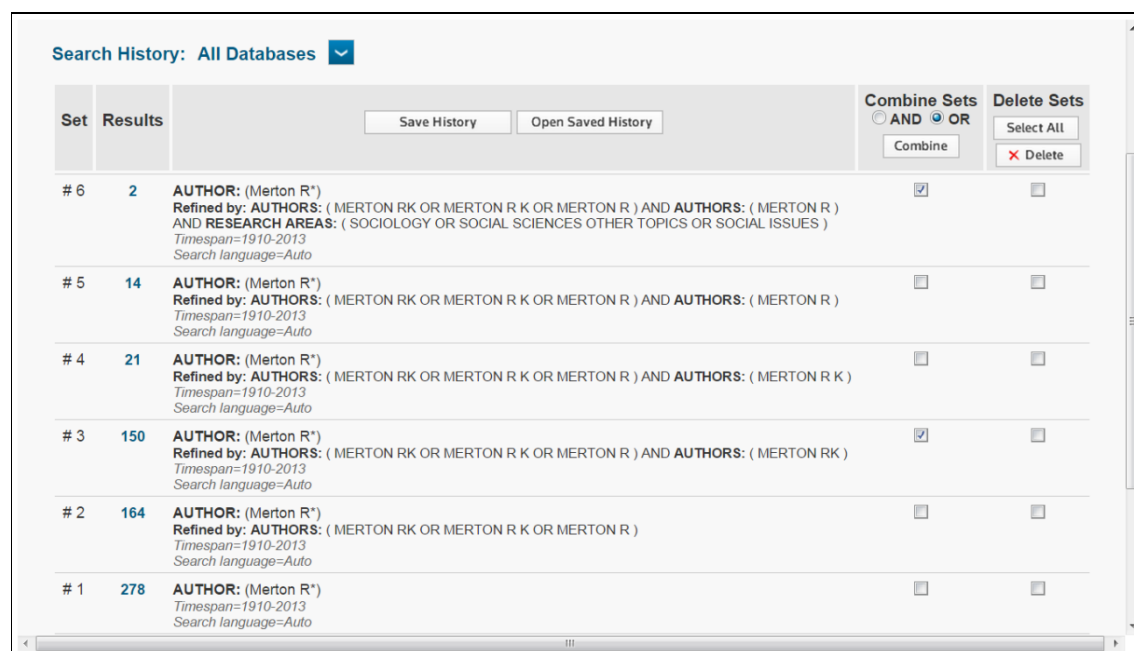 Search History: All Databases
Set Results Save History Open Saved History Combine Sets Delete Sets
AND OR Select All
Combine Delete
# 6 2 AUTHOR: (Merton R*)
Refined by: AUTHORS: ( MERTON RK OR MERTON R K OR MERTON R ) AND AUTHORS: ( MERTON R )
AND RESEARCH AREAS: ( SOCIOLOGY OR SOCIAL SCIENCES OTHER TOPICS OR SOCIAL ISSUES )
Timespan=1910-2013
Search language=Auto
# 5 14 AUTHOR: (Merton R*)
Refined by: AUTHORS: ( MERTON RK OR MERTON R K OR MERTON R ) AND AUTHORS: ( MERTON R )
Timespan=1910-2013
Search language=Auto
# 4 21 AUTHOR: (Merton R*)
Refined by: AUTHORS: ( MERTON RK OR MERTON R K OR MERTON R ) AND AUTHORS: ( MERTON R K )
Timespan=1910-2013
Search language=Auto
# 3 150 AUTHOR: (Merton R*)
Refined by: AUTHORS: ( MERTON RK OR MERTON R K OR MERTON R ) AND AUTHORS: ( MERTON RK )
Timespan=1910-2013
Search language=Auto
# 2 164 AUTHOR: (Merton R*)
Refined by: AUTHORS: ( MERTON RK OR MERTON R K OR MERTON R )
Timespan=1910-2013
Search language=Auto
# 1 278 AUTHOR: (Merton R*)
Timespan=1910-2013
Search language=Auto